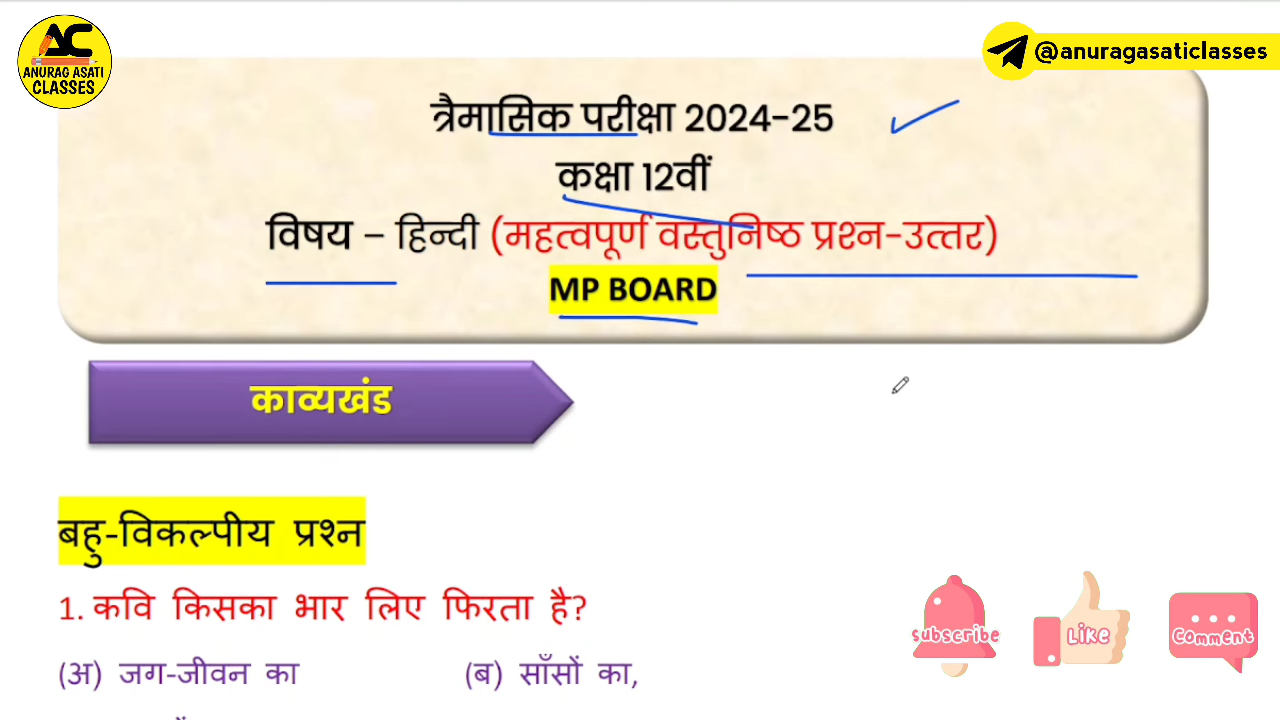 AC
ANURAG ASATI
CLASSES
@anuragasaticlasses
त्रैमासिक परीक्षा 2024-25
कक्षा 12वीं
विषय – हिन्दी (महत्वपूर्ण वस्तुनिष्ठ प्रश्न-उत्तर)
MP BOARD
काव्यखंड
बहु-विकल्पीय प्रश्न
1. कवि किसका भार लिए फिरता है?
(अ) जग-जीवन का (ब) साँसों का,
subscribe
LIKE
Comment